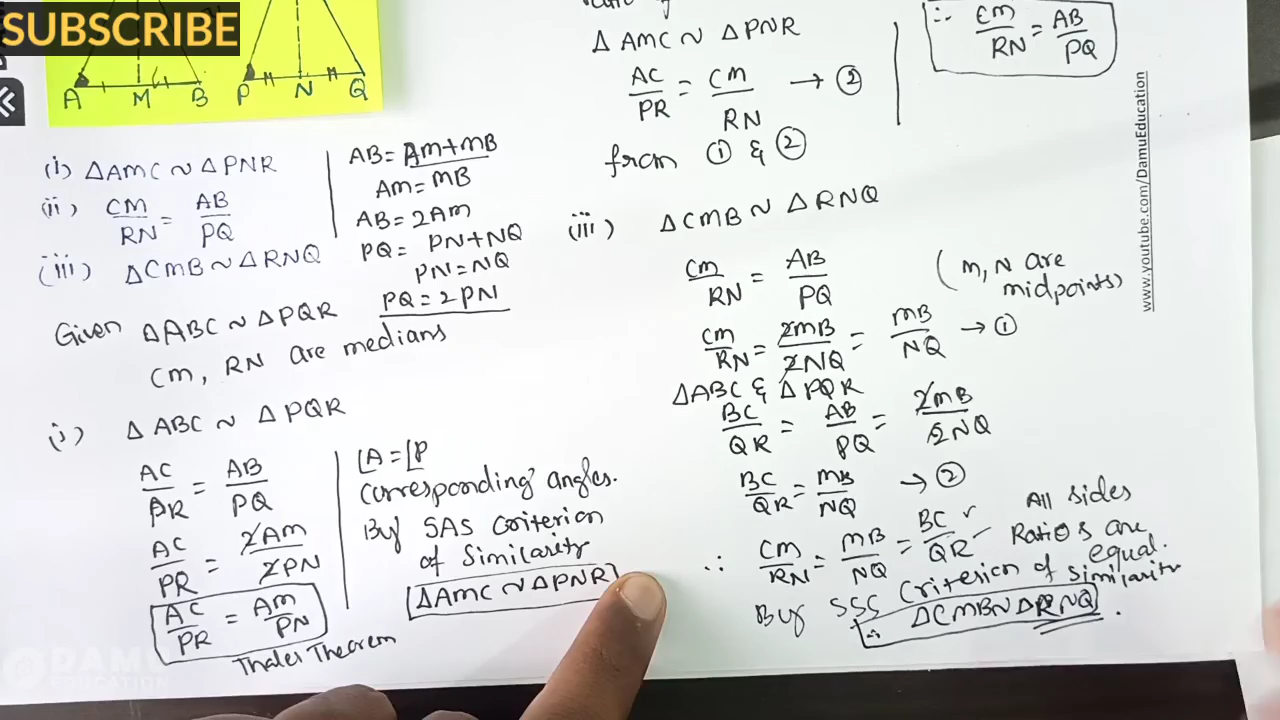 SUBSCRIBE
A M B P N Q
(i) ΔAMC ~ ΔPNR
(ii) CM/RN = AB/PQ
(iii) ΔCMB ~ ΔRNQ
AB = AM+MB
AM = MB
AB = 2AM
PQ = PN+NQ
PN = NQ
PQ = 2PN
Given ΔABC ~ ΔPQR
CM, RN are medians
(i) ΔABC ~ ΔPQR
AC/PR = AB/PQ
AC/PR = 2AM/2PN
AC/PR = AM/PN
Thales Theorem
∠A = ∠P
Corresponding angles.
By SAS Criterion
of Similarity
ΔAMC ~ ΔPNR
ΔAMC ~ ΔPNR
AC/PR = CM/RN → ②
from ① & ②
∴ CM/RN = AB/PQ
(iii) ΔCMB ~ ΔRNQ
CM/RN = AB/PQ (M, N are
midpoints)
CM/RN = 2MB/2NQ = MB/NQ → ①
ΔABC & ΔPQR
BC/QR = AB/PQ = 2MB/2NQ
BC/QR = MB/NQ → ②
∴ CM/RN = MB/NQ = BC/QR
All sides
Ratios are
equal.
By SSS Criterion of Similarity
∴ ΔCMB ~ ΔRNQ.
www.youtube.com/DamuEducation
DAMU
EDUCATION